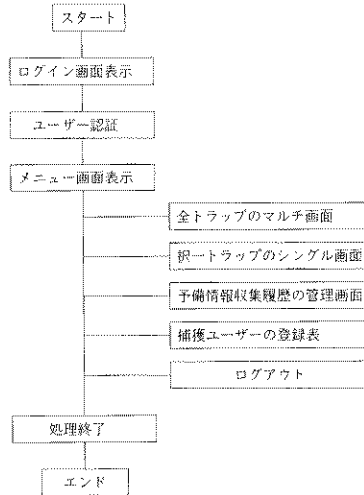 スタート
ログイン画面表示
ユーザー認証
メニュー画面表示
全トラップのマルチ画面
択一トラップのシングル画面
予備情報収集履歴の管理画面
捕獲ユーザーの登録表
ログアウト
処理終了
エンド